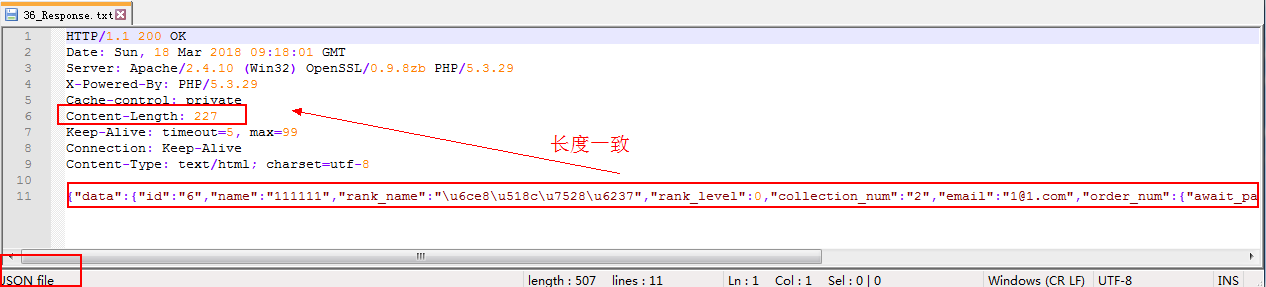 36_Response.txt
1 HTTP/1.1 200 OK
2 Date: Sun, 18 Mar 2018 09:18:01 GMT
3 Server: Apache/2.4.10 (Win32) OpenSSL/0.9.8zb PHP/5.3.29
4 X-Powered-By: PHP/5.3.29
5 Cache-control: private
6 Content-Length: 227
7 Keep-Alive: timeout=5, max=99
长度一致
8 Connection: Keep-Alive
9 Content-Type: text/html; charset=utf-8
10
11 {"data":{"id":"6","name":"111111","rank_name":"\u6ce8\u518c\u7528\u6237","rank_level":0,"collection_num":"2","email":"1@1.com","order_num":{"await_pa
JSON file length : 507 lines : 11 Ln : 1 Col : 1 Sel : 0 | 0 Windows (CR LF) UTF-8 INS